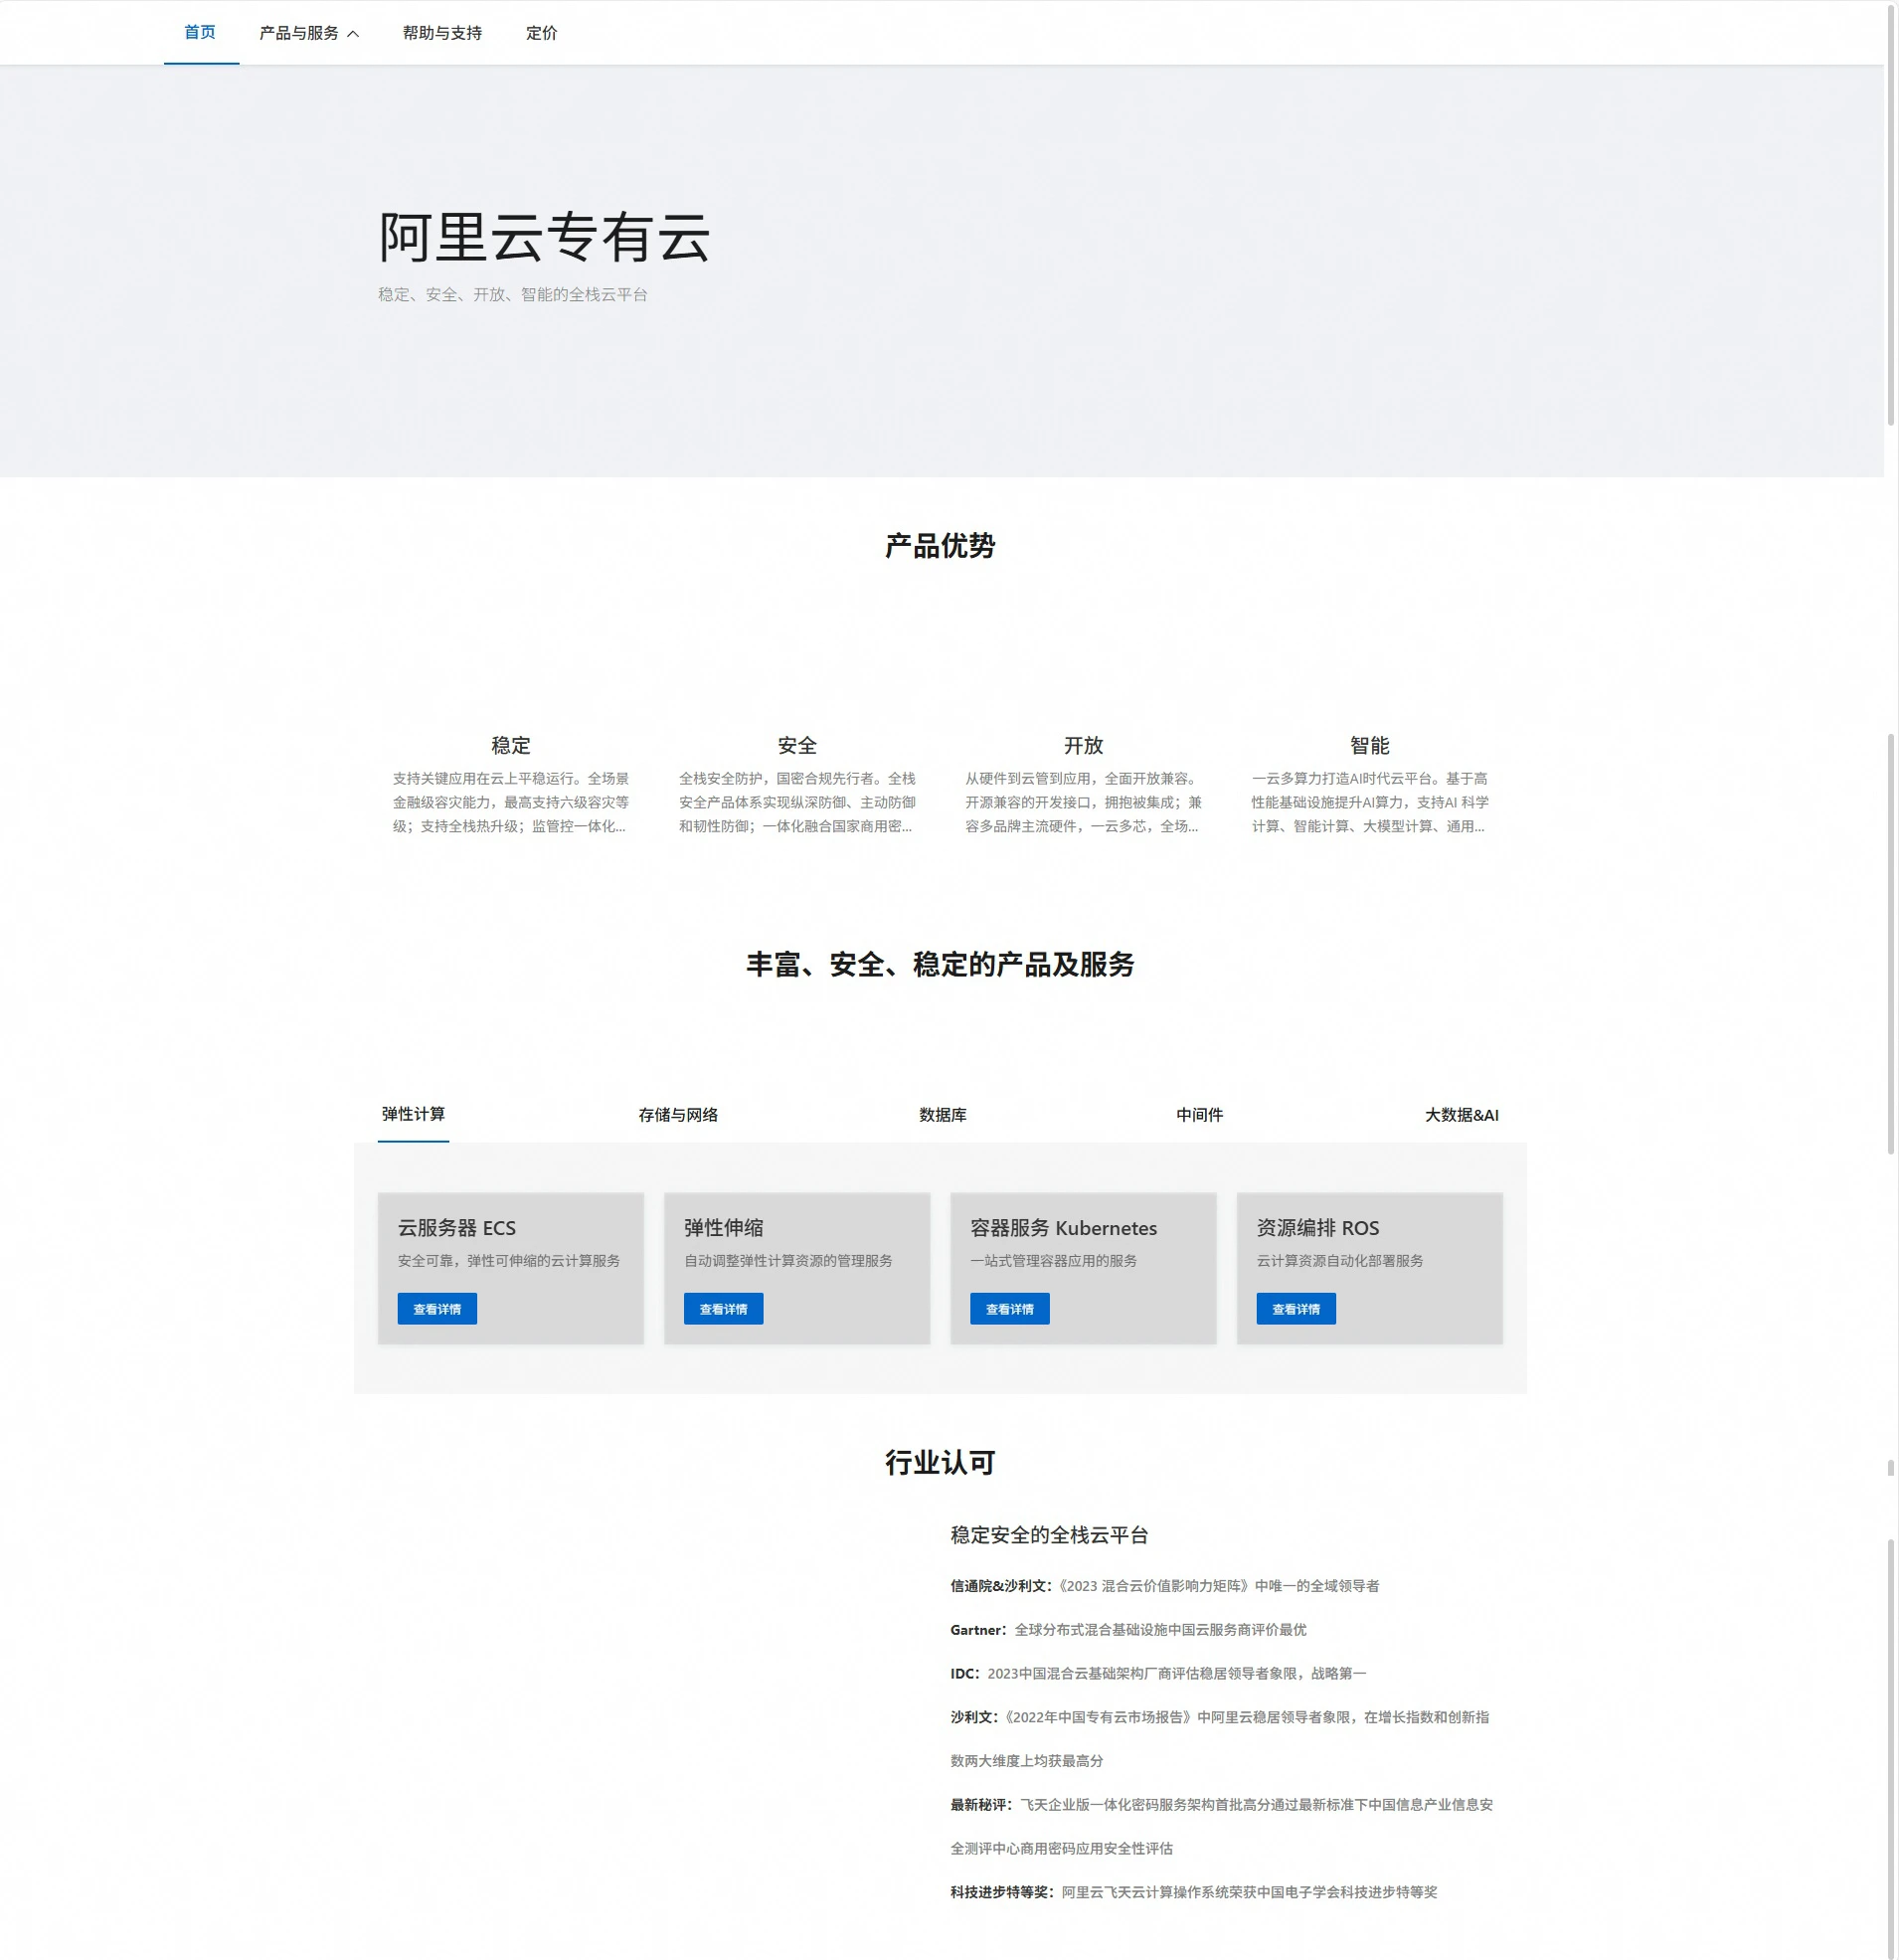 首页 产品与服务 帮助与支持 定价
阿里云专有云
稳定、安全、开放、智能的全栈云平台
产品优势
稳定
支持关键应用在云上平稳运行。全场景
金融级容灾能力，最高支持六级容灾等
级；支持全栈热升级；监管控一体化...
安全
全栈安全防护，国密合规先行者。全栈
安全产品体系实现纵深防御、主动防御
和韧性防御；一体化融合国家商用密...
开放
从硬件到云管到应用，全面开放兼容。
开源兼容的开发接口，拥抱被集成；兼
容多品牌主流硬件，一云多芯，全场...
智能
一云多算力打造AI时代云平台。基于高
性能基础设施提升AI算力，支持AI 科学
计算、智能计算、大模型计算、通用...
丰富、安全、稳定的产品及服务
弹性计算 存储与网络 数据库 中间件 大数据&AI
云服务器 ECS
安全可靠，弹性可伸缩的云计算服务
查看详情
弹性伸缩
自动调整弹性计算资源的管理服务
查看详情
容器服务 Kubernetes
一站式管理容器应用的服务
查看详情
资源编排 ROS
云计算资源自动化部署服务
查看详情
行业认可
稳定安全的全栈云平台
信通院&沙利文：《2023 混合云价值影响力矩阵》中唯一的全域领导者
Gartner：全球分布式混合基础设施中国云服务商评价最优
IDC：2023中国混合云基础架构厂商评估稳居领导者象限，战略第一
沙利文：《2022年中国专有云市场报告》中阿里云稳居领导者象限，在增长指数和创新指
数两大维度上均获最高分
最新秘评：飞天企业版一体化密码服务架构首批高分通过最新标准下中国信息产业信息安
全测评中心商用密码应用安全性评估
科技进步特等奖：阿里云飞天云计算操作系统荣获中国电子学会科技进步特等奖